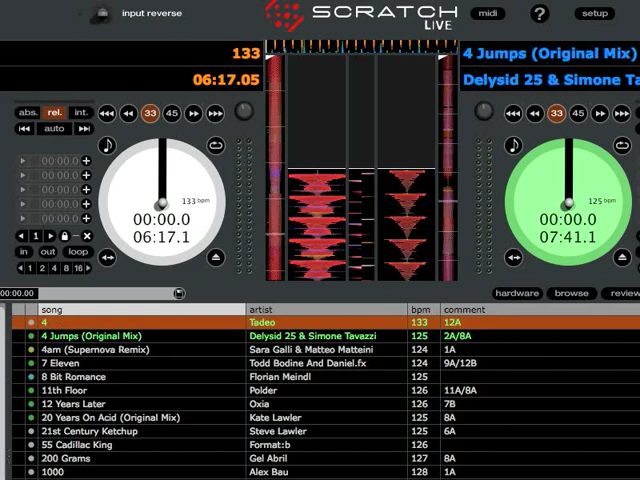 input reverse
SCRATCH
LIVE
midi
?
setup
133
06:17.05
4 Jumps (Original Mix)
Delysid 25 & Simone Ta
abs. rel. int.
33 45
auto
00:00.0
00:00.0
00:00.0
00:00.0
00:00.0
1
in out loop
1 2 4 8 16
133 bpm
00:00.0
06:17.1
33 45
125 bpm
00:00.0
07:41.1
00:00.00
hardware browse review
song artist bpm comment
4 Tadeo 133 12A
4 Jumps (Original Mix) Delysid 25 & Simone Tavazzi 125 2A/8A
4am (Supernova Remix) Sara Galli & Matteo Matteini 124 1A
7 Eleven Todd Bodine And Daniel.fx 124 9A/12B
8 Bit Romance Florian Meindl 125
11th Floor Polder 126 11A/8A
12 Years Later Oxia 126 7B
20 Years On Acid (Original Mix) Kate Lawler 125 8A
21st Century Ketchup Steve Lawler 125 6A
55 Cadillac King Format:b 126
200 Grams Gel Abril 127 8A
1000 Alex Bau 128 1A